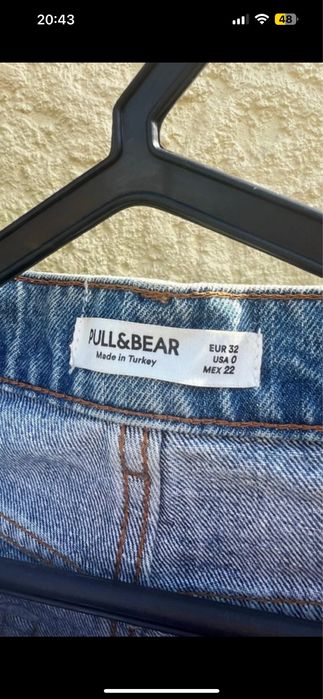 20:43
48
PULL&BEAR
Made in Turkey
EUR 32
USA 0
MEX 22